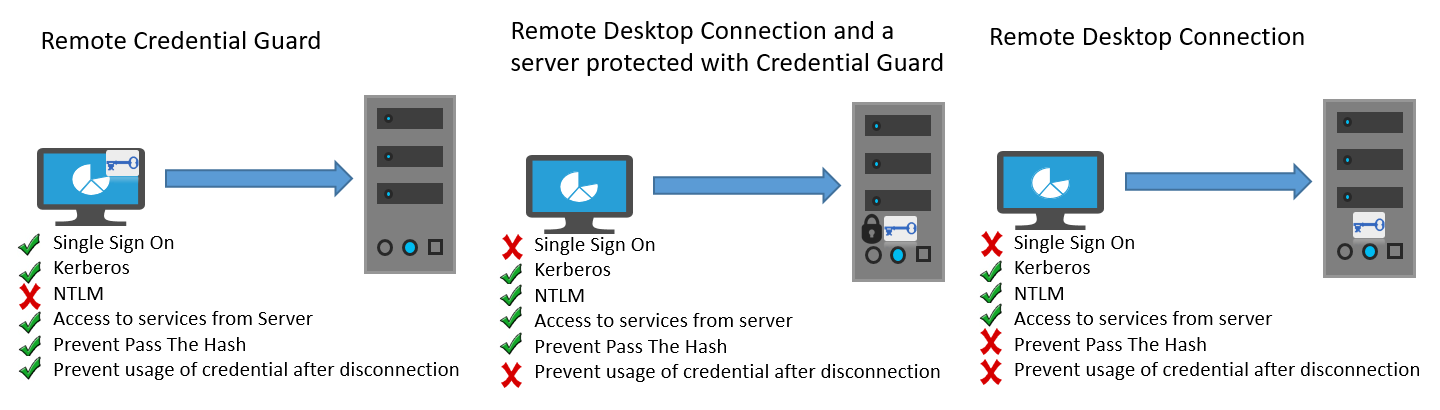 Remote Credential Guard
Single Sign On
Kerberos
NTLM
Access to services from Server
Prevent Pass The Hash
Prevent usage of credential after disconnection
Remote Desktop Connection and a
server protected with Credential Guard
Single Sign On
Kerberos
NTLM
Access to services from server
Prevent Pass The Hash
Prevent usage of credential after disconnection
Remote Desktop Connection
Single Sign On
Kerberos
NTLM
Access to services from server
Prevent Pass The Hash
Prevent usage of credential after disconnection